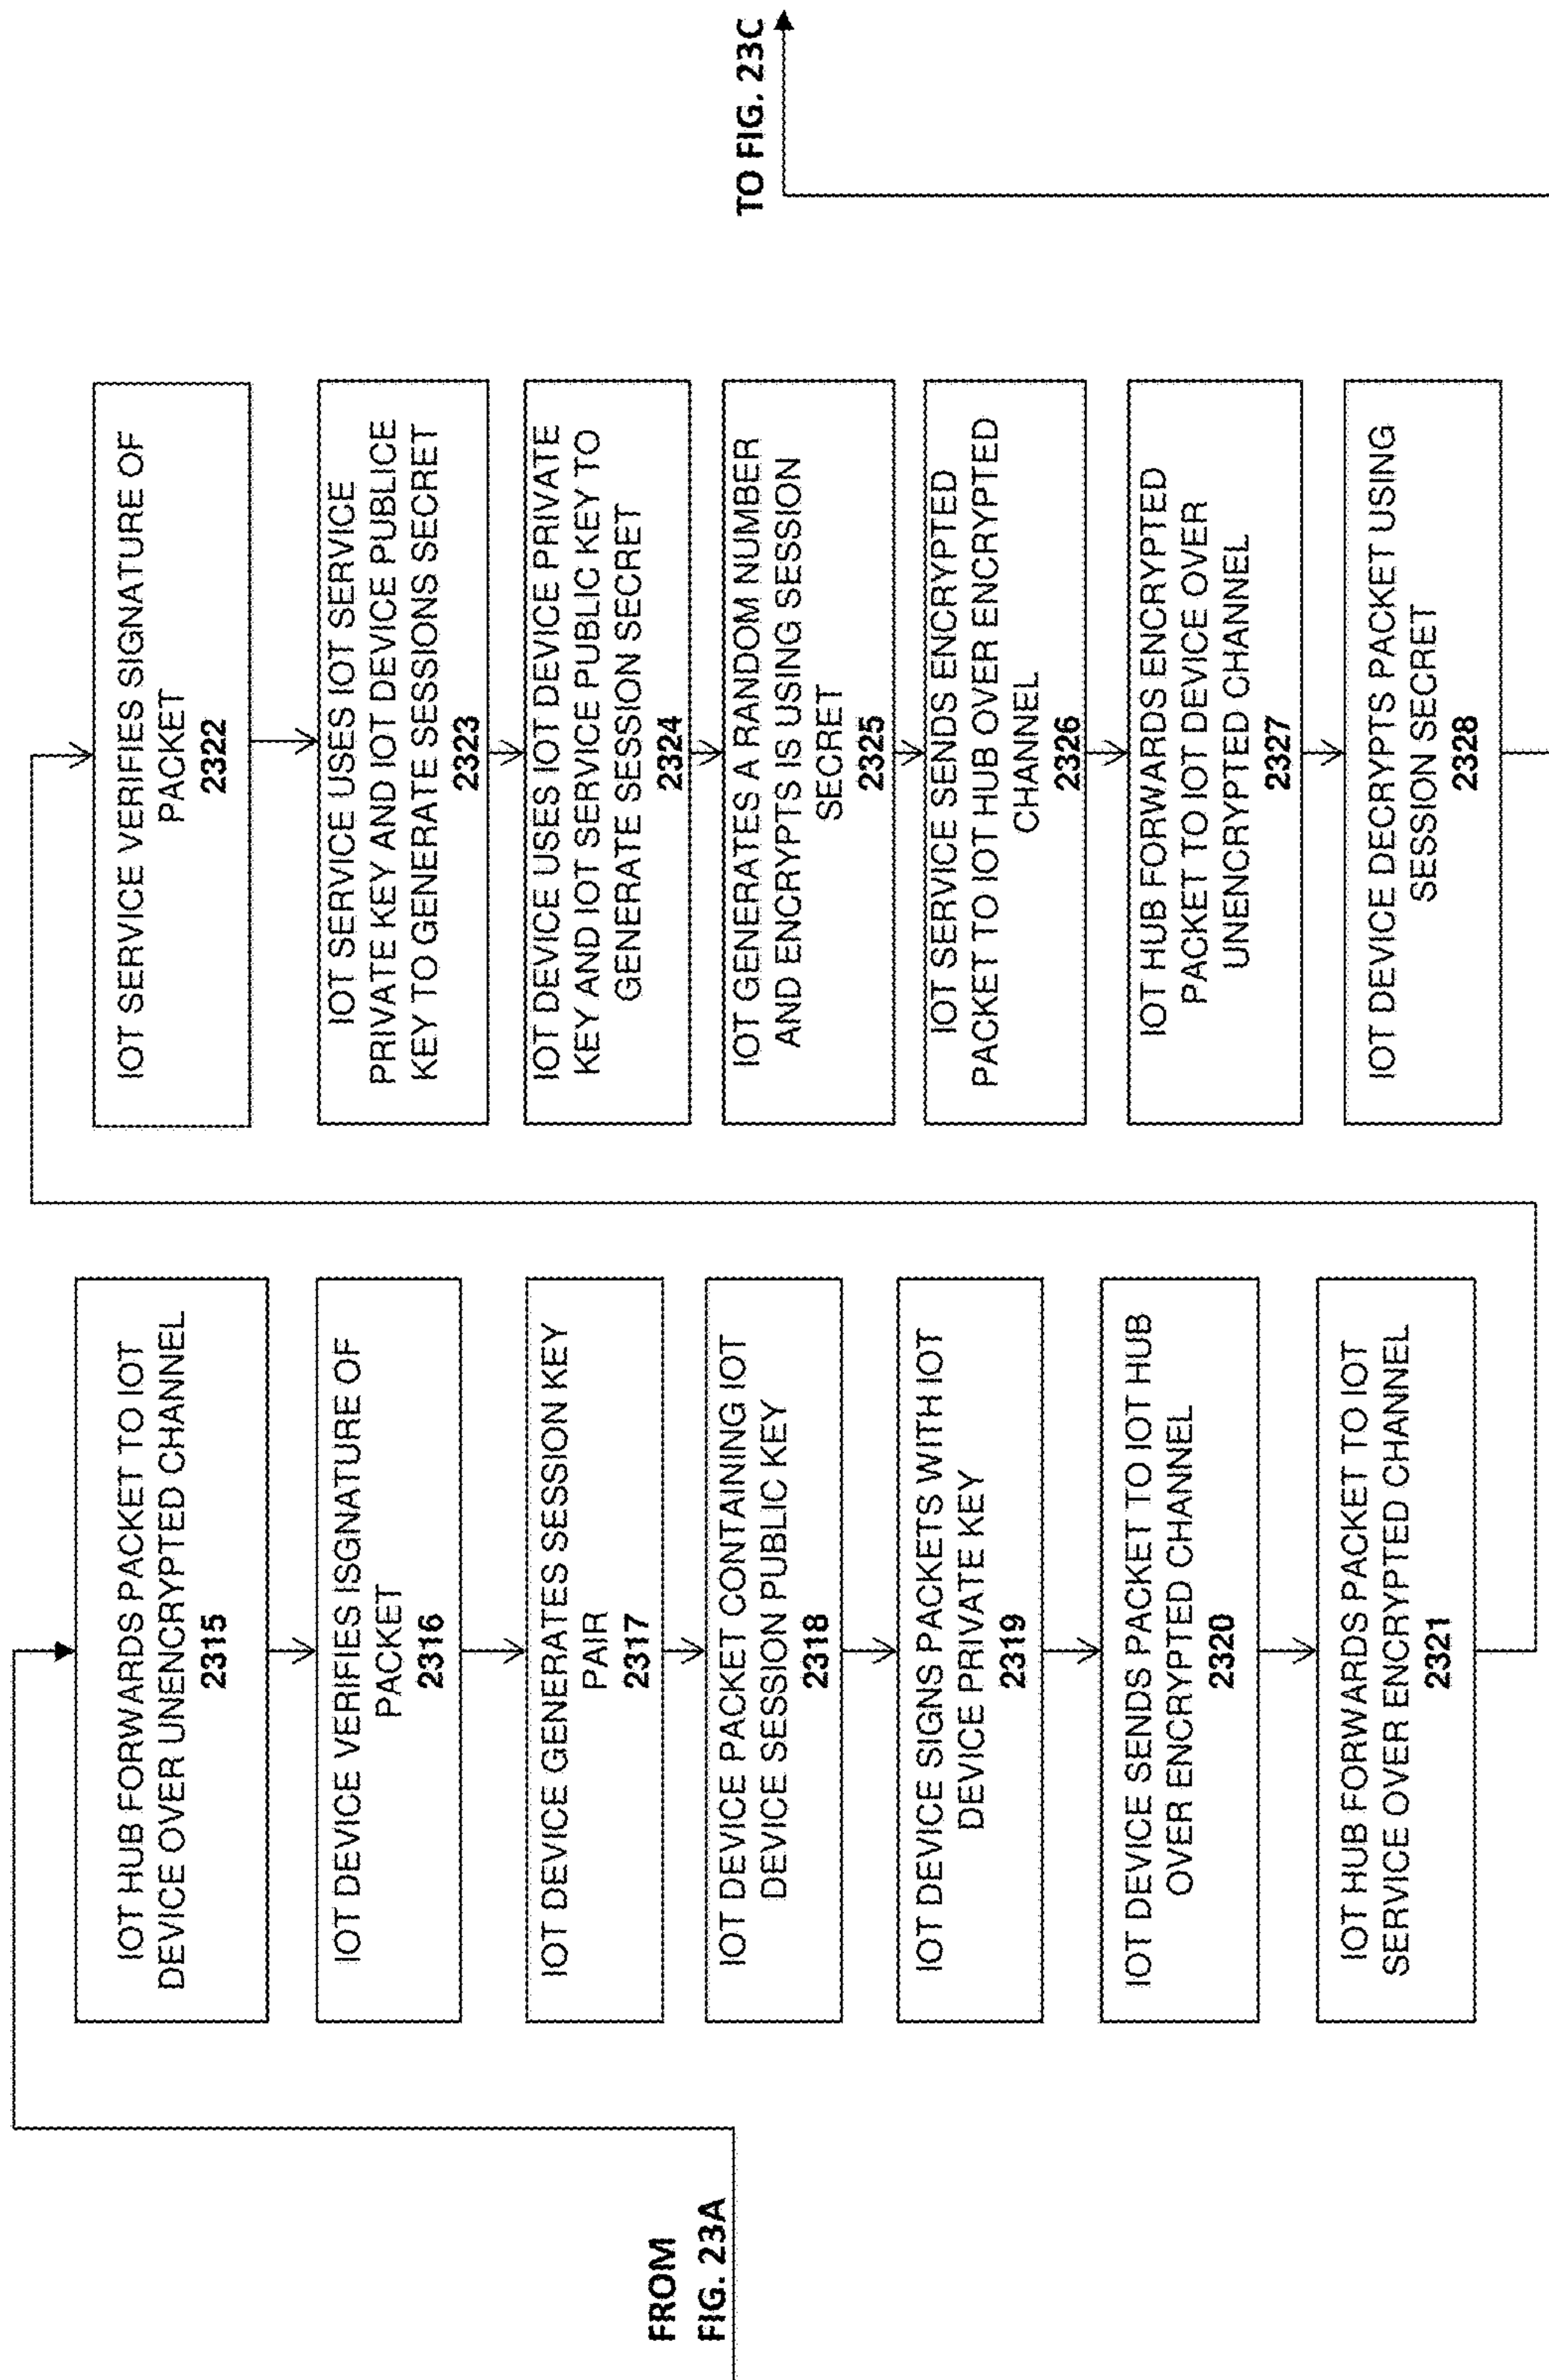 FROM
FIG. 23A
IOT HUB FORWARDS PACKET TO IOT
DEVICE OVER UNENCRYPTED CHANNEL
2315
IOT DEVICE VERIFIES ISGNATURE OF
PACKET
2316
IOT DEVICE GENERATES SESSION KEY
PAIR
2317
IOT DEVICE PACKET CONTAINING IOT
DEVICE SESSION PUBLIC KEY
2318
IOT DEVICE SIGNS PACKETS WITH IOT
DEVICE PRIVATE KEY
2319
IOT DEVICE SENDS PACKET TO IOT HUB
OVER ENCRYPTED CHANNEL
2320
IOT HUB FORWARDS PACKET TO IOT
SERVICE OVER ENCRYPTED CHANNEL
2321
IOT SERVICE VERIFIES SIGNATURE OF
PACKET
2322
IOT SERVICE USES IOT SERVICE
PRIVATE KEY AND IOT DEVICE PUBLICE
KEY TO GENERATE SESSIONS SECRET
2323
IOT DEVICE USES IOT DEVICE PRIVATE
KEY AND IOT SERVICE PUBLIC KEY TO
GENERATE SESSION SECRET
2324
IOT GENERATES A RANDOM NUMBER
AND ENCRYPTS IS USING SESSION
SECRET
2325
IOT SERVICE SENDS ENCRYPTED
PACKET TO IOT HUB OVER ENCRYPTED
CHANNEL
2326
IOT HUB FORWARDS ENCRYPTED
PACKET TO IOT DEVICE OVER
UNENCRYPTED CHANNEL
2327
IOT DEVICE DECRYPTS PACKET USING
SESSION SECRET
2328
TO FIG. 23C